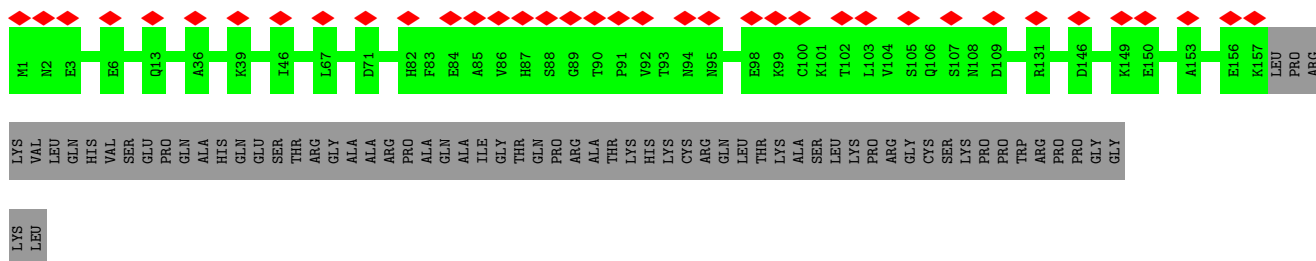 M1 N2 E3 E6 Q13 A36 K39 I46 L67 D71 H82 F83 E84 A85 V86 H87 S88 G89 T90 P91 V92 T93 N94 N95 E98 K99 C100 K101 T102 L103 V104 S105 Q106 S107 N108 D109 R131 D146 K149 E150 A153 E156 K157 LEU PRO ARG
LYS VAL LEU GLN HIS VAL SER GLU PRO GLN ALA HIS GLN GLU SER THR ARG GLY ALA ALA ARG PRO ALA GLN ALA ILE GLY THR GLN PRO ARG ALA THR LYS HIS LYS CYS ARG GLN LEU THR LYS ALA SER LEU LYS PRO ARG GLY CYS SER LYS PRO PRO TRP ARG PRO PRO GLY GLY
LYS LEU